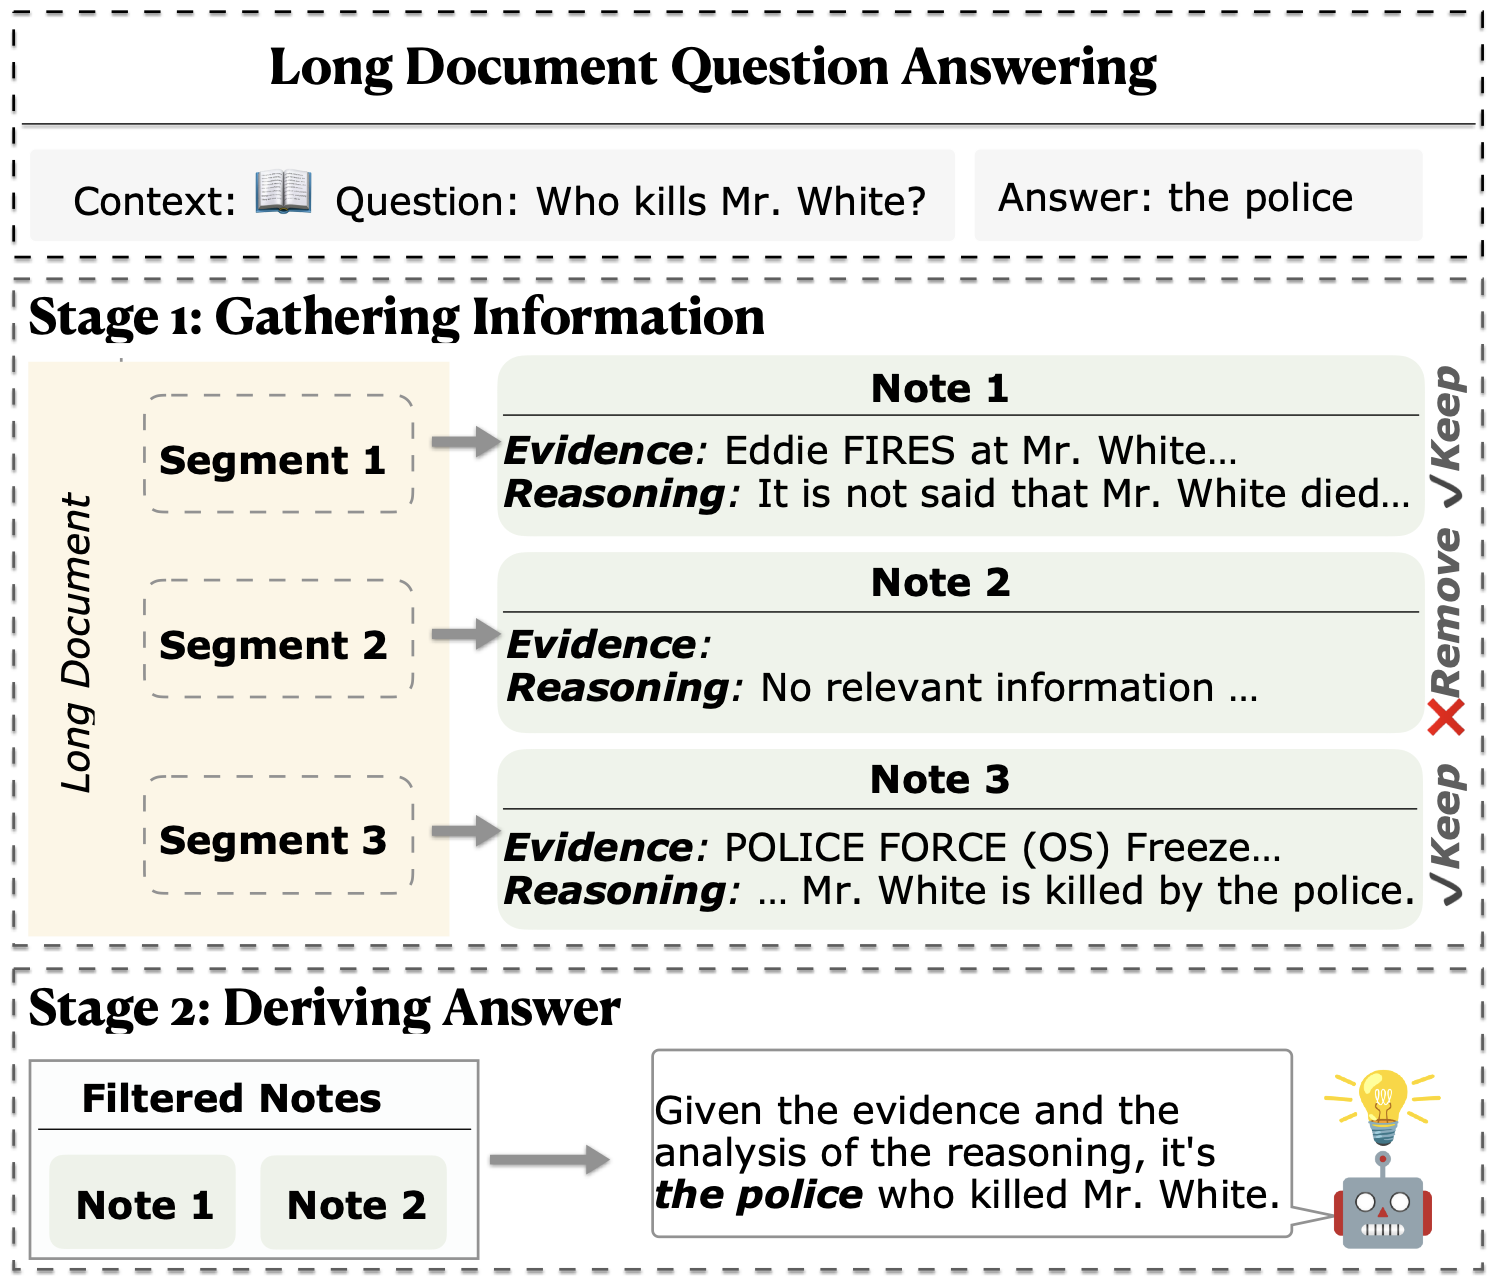 Long Document Question Answering
Context: Question: Who kills Mr. White?
Answer: the police
Stage 1: Gathering Information
Long Document
Segment 1
Note 1
Evidence: Eddie FIRES at Mr. White...
Reasoning: It is not said that Mr. White died...
✓Keep
Segment 2
Note 2
Evidence:
Reasoning: No relevant information ...
❌Remove
Segment 3
Note 3
Evidence: POLICE FORCE (OS) Freeze...
Reasoning: ... Mr. White is killed by the police.
✓Keep
Stage 2: Deriving Answer
Filtered Notes
Note 1
Note 2
Given the evidence and the
analysis of the reasoning, it's
the police who killed Mr. White.